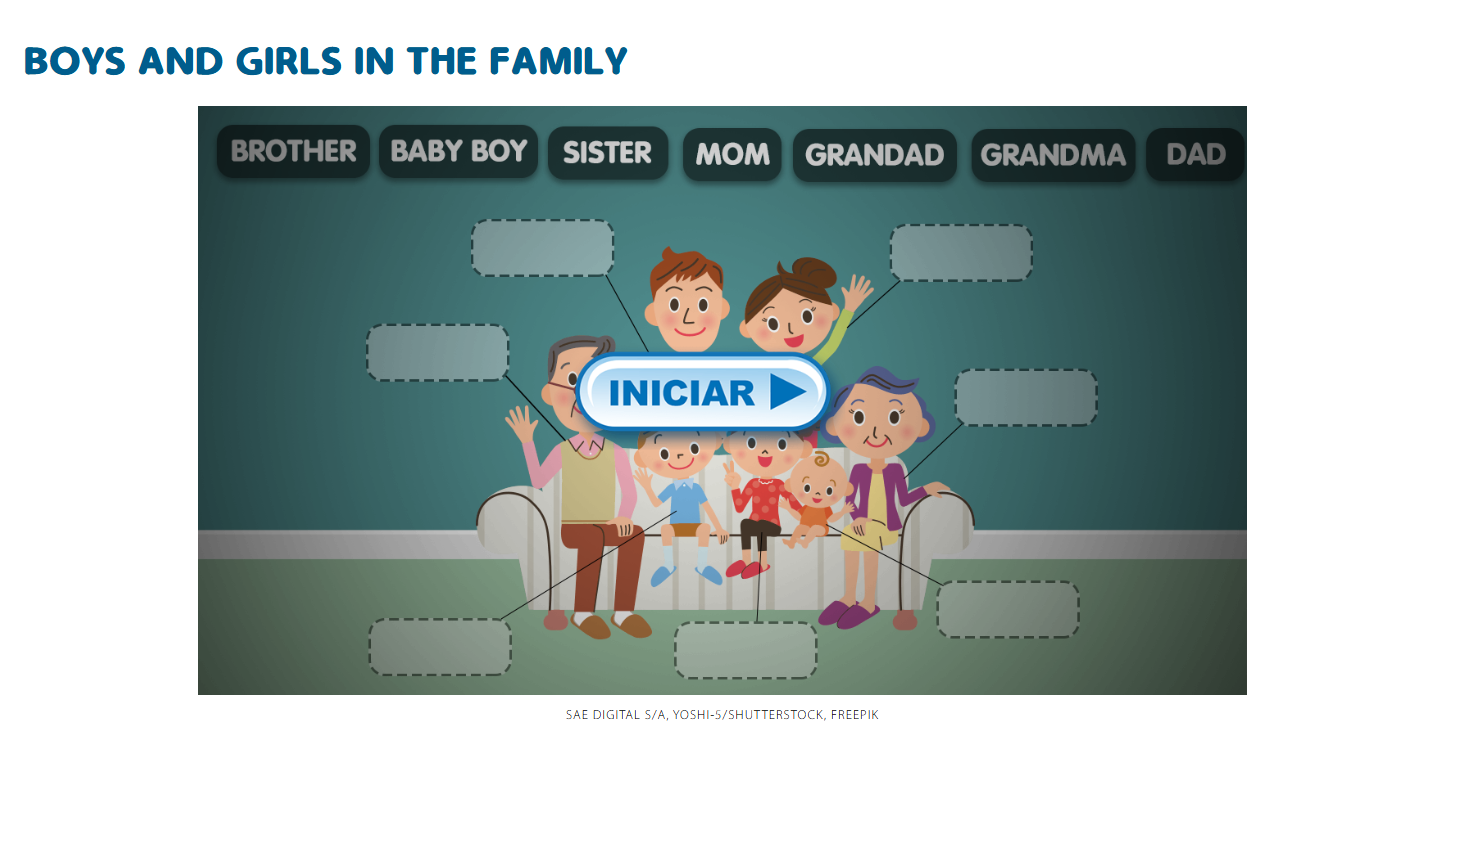 BOYS AND GIRLS IN THE FAMILY
BROTHER BABY BOY SISTER MOM GRANDAD GRANDMA DAD
INICIAR
SAE DIGITAL S/A, YOSHI-5/SHUTTERSTOCK, FREEPIK